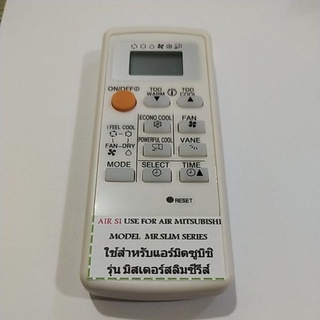 ON/OFF
TOO WARM
TOO COOL
I FEEL COOL
ECONO COOL
FAN
FAN DRY
POWERFUL COOL
VANE
MODE
SELECT
TIME
RESET
AIR S1 USE FOR AIR MITSUBISHI
MODEL MR.SLIM SERIES
ใช้สำหรับแอร์มิตซูบิชิ
รุ่น มิสเตอร์สลิมซีรีส์